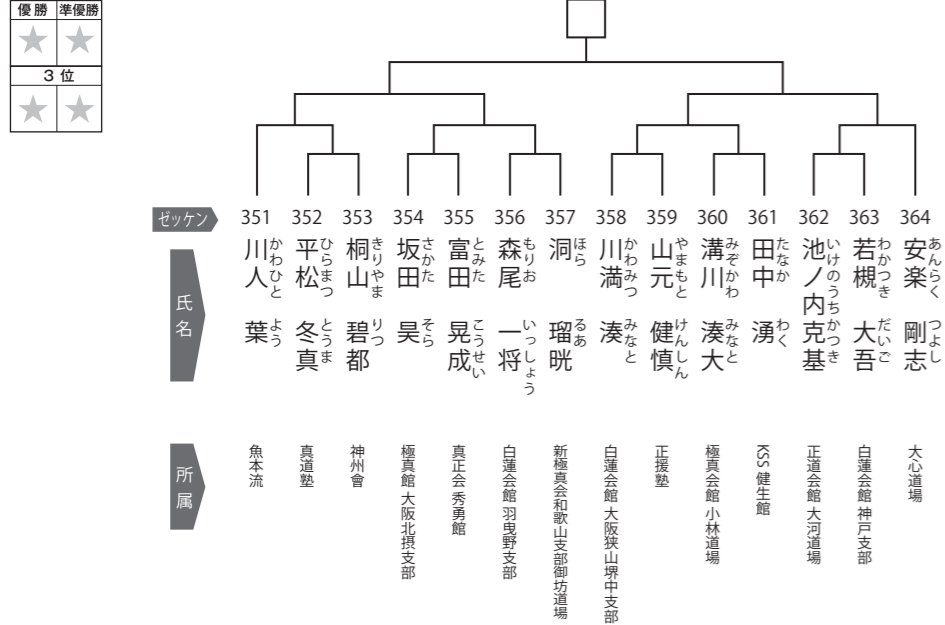 優勝 準優勝
3 位
ゼッケン 351 352 353 354 355 356 357 358 359 360 361 362 363 364
氏名
川人 葉 かわひと よう
平松 冬真 ひらまつ とうま
桐山 碧都 きりやま りつ
坂田 昊 さかた そら
富田 晃成 とみた こうせい
森尾 一将 もりお いっしょう
洞 瑠晄 ほら るあ
川満 湊 かわみつ みなと
山元 健慎 やまもと けんしん
溝川 湊大 みぞかわ みなと
田中 湧 たなか わく
池ノ内 克基 いけのうち かつき
若槻 大吾 わかつき だいご
安楽 剛志 あんらく つよし
所属
魚本流
真道塾
神州會
極真館 大阪北摂支部
真正会 秀勇館
白蓮会館 羽曳野支部
新極真会和歌山支部御坊道場
白蓮会館 大阪狭山堺中支部
正援塾
極真会館 小林道場
KSS 健生館
正道会館 大河道場
白蓮会館 神戸支部
大心道場